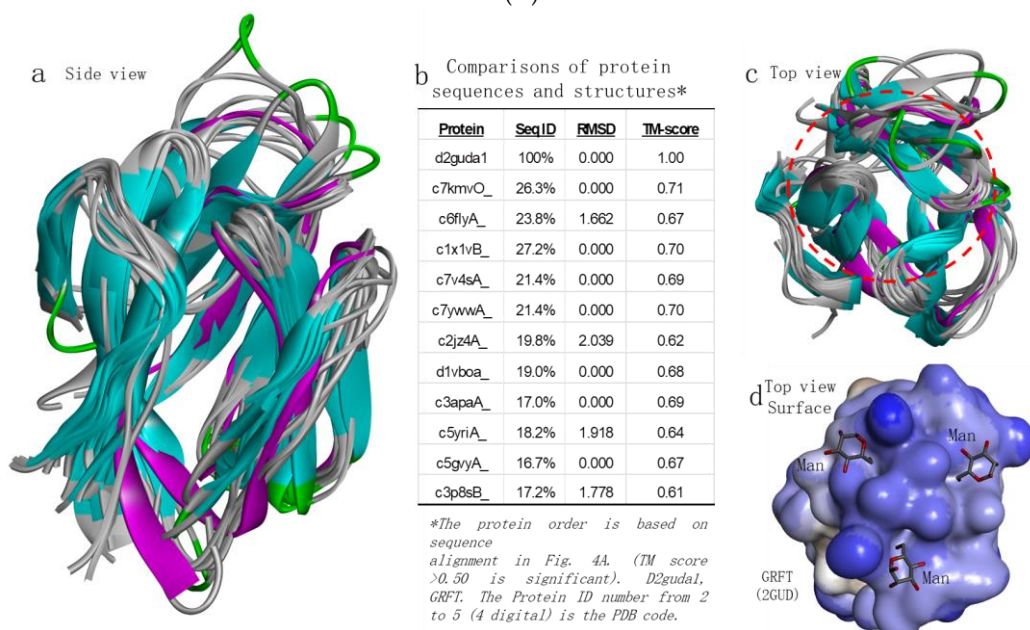 a Side view
b Comparisons of protein
sequences and structures*
Protein Seq ID RMSD TM-score
d2guda1 100% 0.000 1.00
c7kmvO_ 26.3% 0.000 0.71
c6flyA_ 23.8% 1.662 0.67
c1x1vB_ 27.2% 0.000 0.70
c7v4sA_ 21.4% 0.000 0.69
c7ywwA_ 21.4% 0.000 0.70
c2jz4A_ 19.8% 2.039 0.62
d1vboa_ 19.0% 0.000 0.68
c3apaA_ 17.0% 0.000 0.69
c5yriA_ 18.2% 1.918 0.64
c5gvyA_ 16.7% 0.000 0.67
c3p8sB_ 17.2% 1.778 0.61
*The protein order is based on
sequence
alignment in Fig. 4A. (TM score
>0.50 is significant). D2guda1,
GRFT. The Protein ID number from 2
to 5 (4 digital) is the PDB code.
c Top view
d Top view
Surface
Man
Man
Man
GRFT
(2GUD)